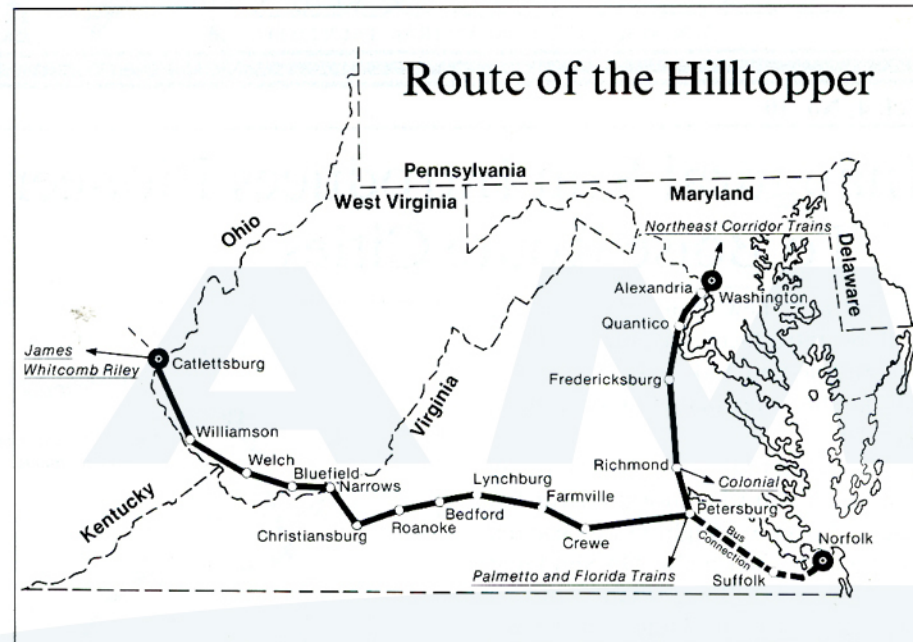 Route of the Hilltopper
Pennsylvania
West Virginia
Maryland
Ohio
Northeast Corridor Trains
Delaware
Alexandria
Washington
Quantico
James
Whitcomb Riley
Catlettsburg
Fredericksburg
Virginia
Williamson
Welch
Bluefield
Narrows
Richmond
Colonial
Kentucky
Christiansburg
Roanoke
Bedford
Lynchburg
Farmville
Crewe
Petersburg
Bus
Connection
Norfolk
Suffolk
Palmetto and Florida Trains
AM